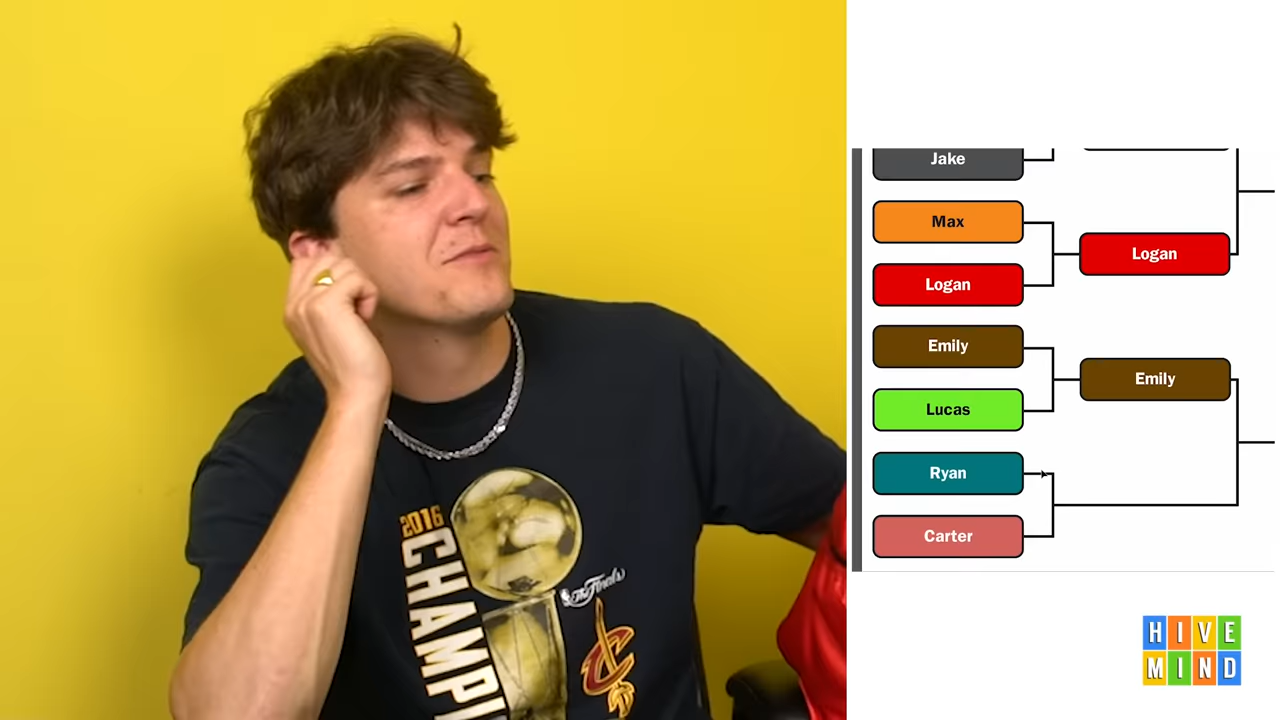 Jake
Max
Logan
Logan
Emily
Emily
Lucas
Ryan
Carter
2016
CHAMPI
The Finals
C
HIVE
MIND